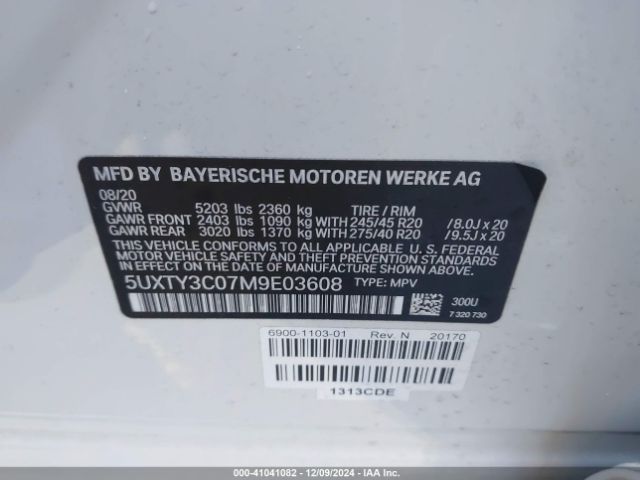 MFD BY BAYERISCHE MOTOREN WERKE AG
08/20
GVWR 5203 lbs 2360 kg TIRE / RIM
GAWR FRONT 2403 lbs 1090 kg WITH 245/45 R20 /8.0J x 20
GAWR REAR 3020 lbs 1370 kg WITH 275/40 R20 /9.5J x 20
THIS VEHICLE CONFORMS TO ALL APPLICABLE U. S. FEDERAL
MOTOR VEHICLE SAFETY, BUMPER, AND THEFT PREVENTION
STANDARDS IN EFFECT ON THE DATE OF MANUFACTURE SHOWN ABOVE.
5UXTY3C07M9E03608 TYPE: MPV
300U
7 320 730
6900-1103-01 Rev. N 20170
1313CDE
000-41041082 - 12/09/2024 - IAAI.COM